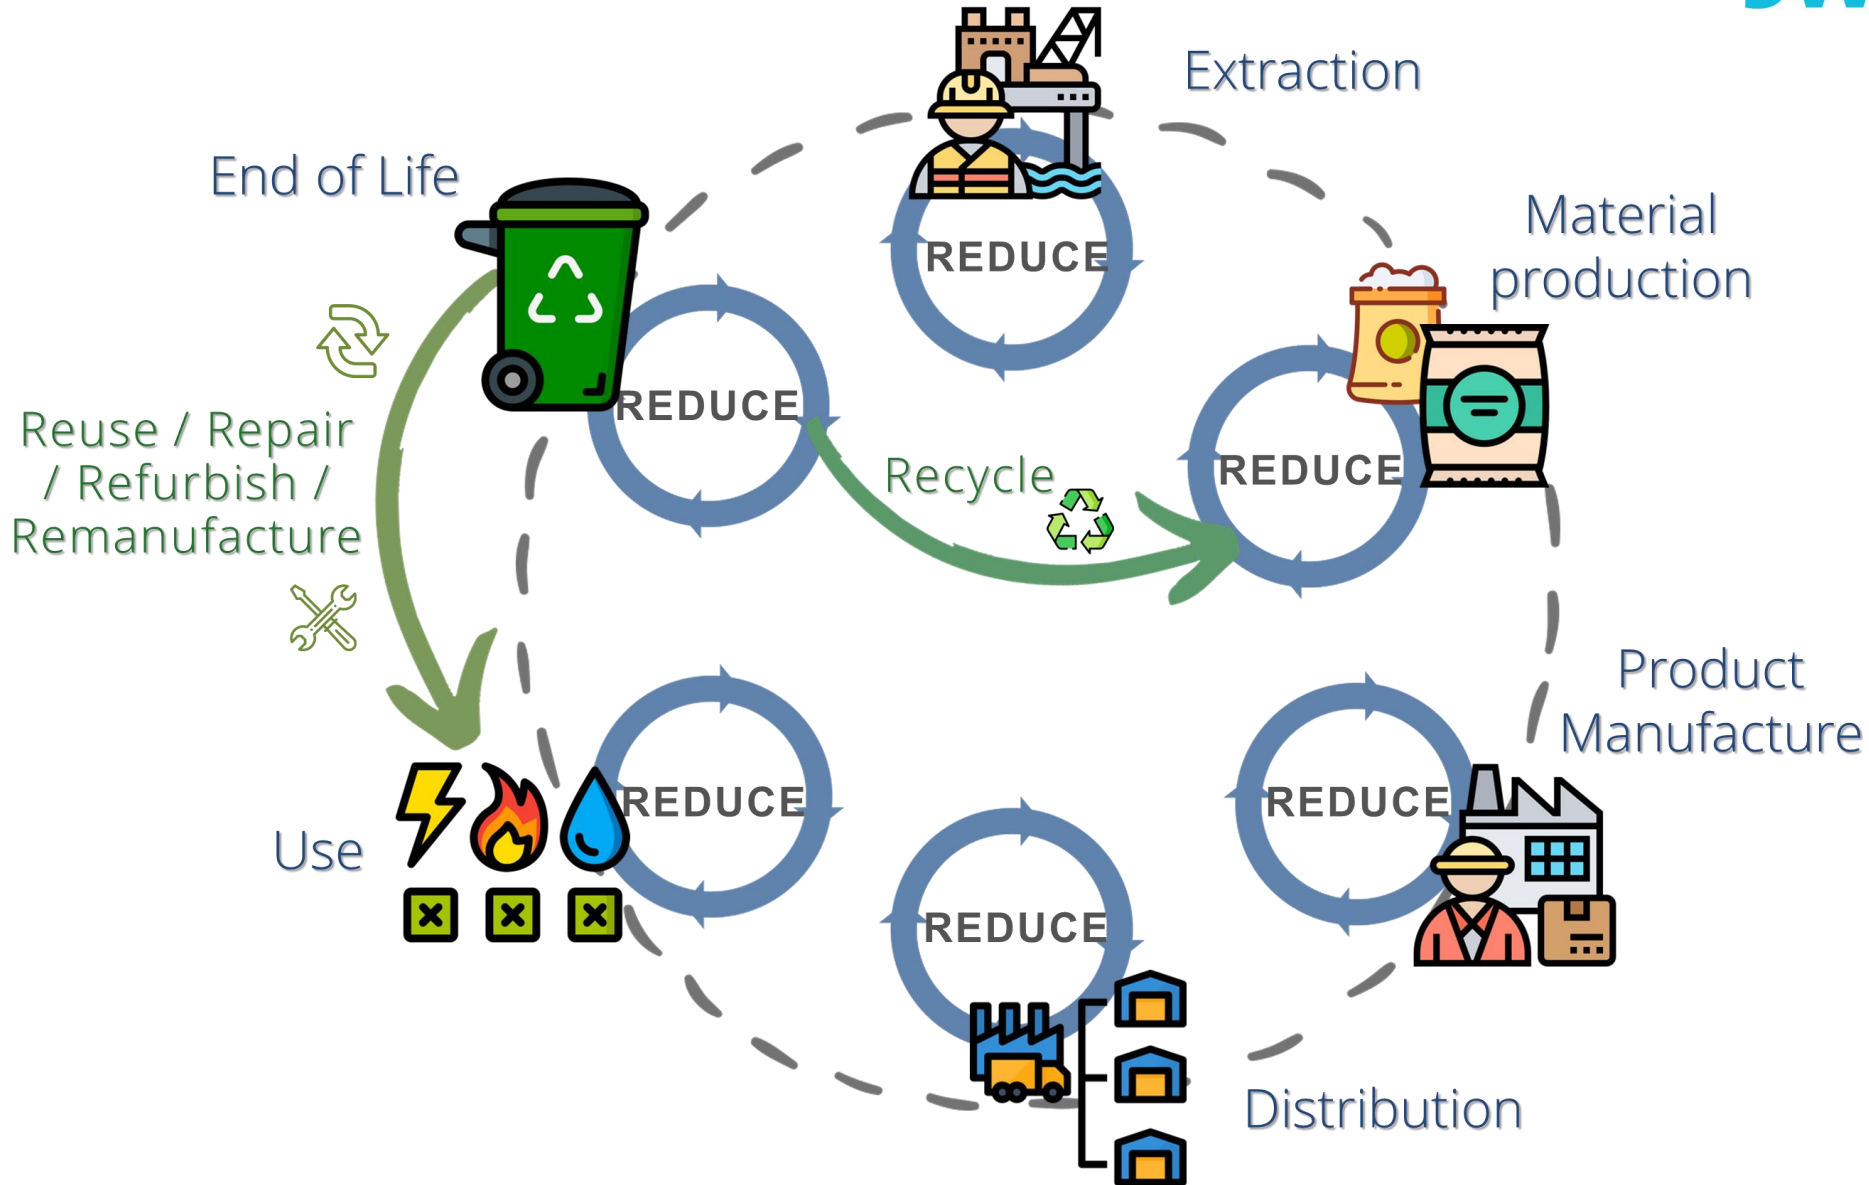 Extraction
End of Life
Material
production
REDUCE
REDUCE
REDUCE
Recycle
Reuse / Repair
/ Refurbish /
Remanufacture
Product
Manufacture
REDUCE
REDUCE
REDUCE
Use
Distribution